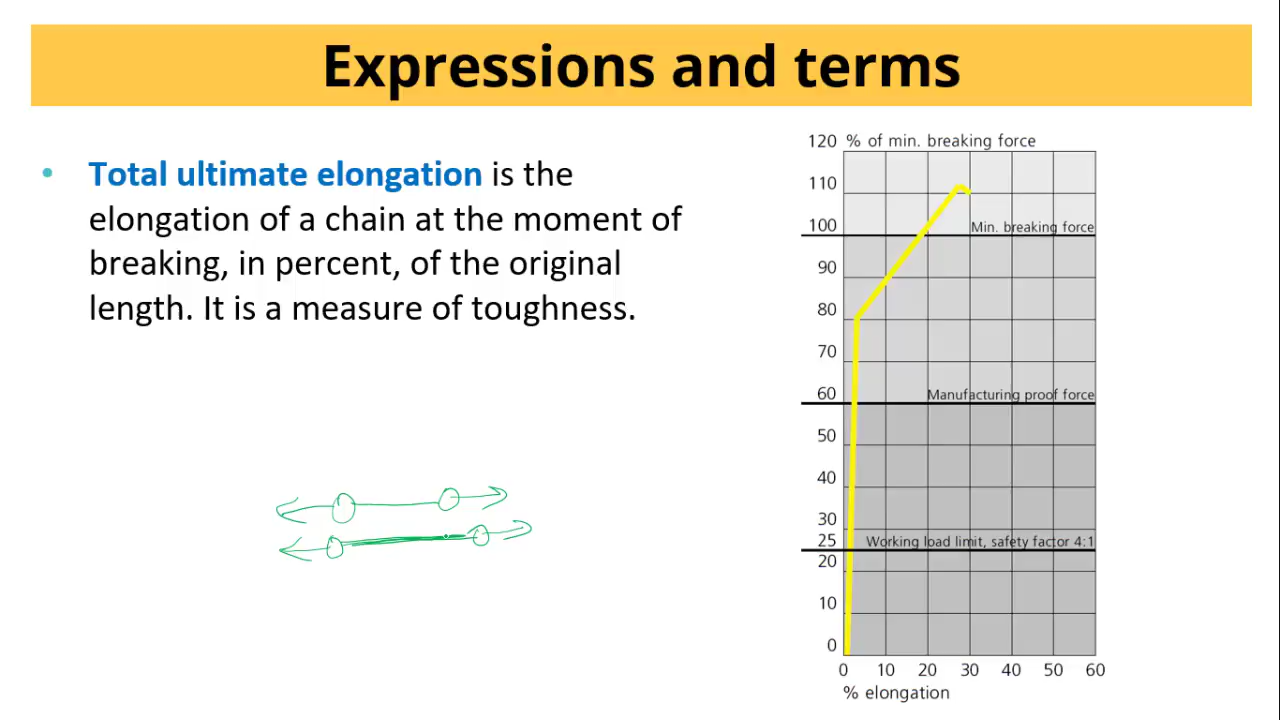 Expressions and terms
• Total ultimate elongation is the
elongation of a chain at the moment of
breaking, in percent, of the original
length. It is a measure of toughness.
120 % of min. breaking force
110
100 Min. breaking force
90
80
70
60 Manufacturing proof force
50
40
30
25 Working load limit, safety factor 4:1
20
10
0
0 10 20 30 40 50 60
% elongation